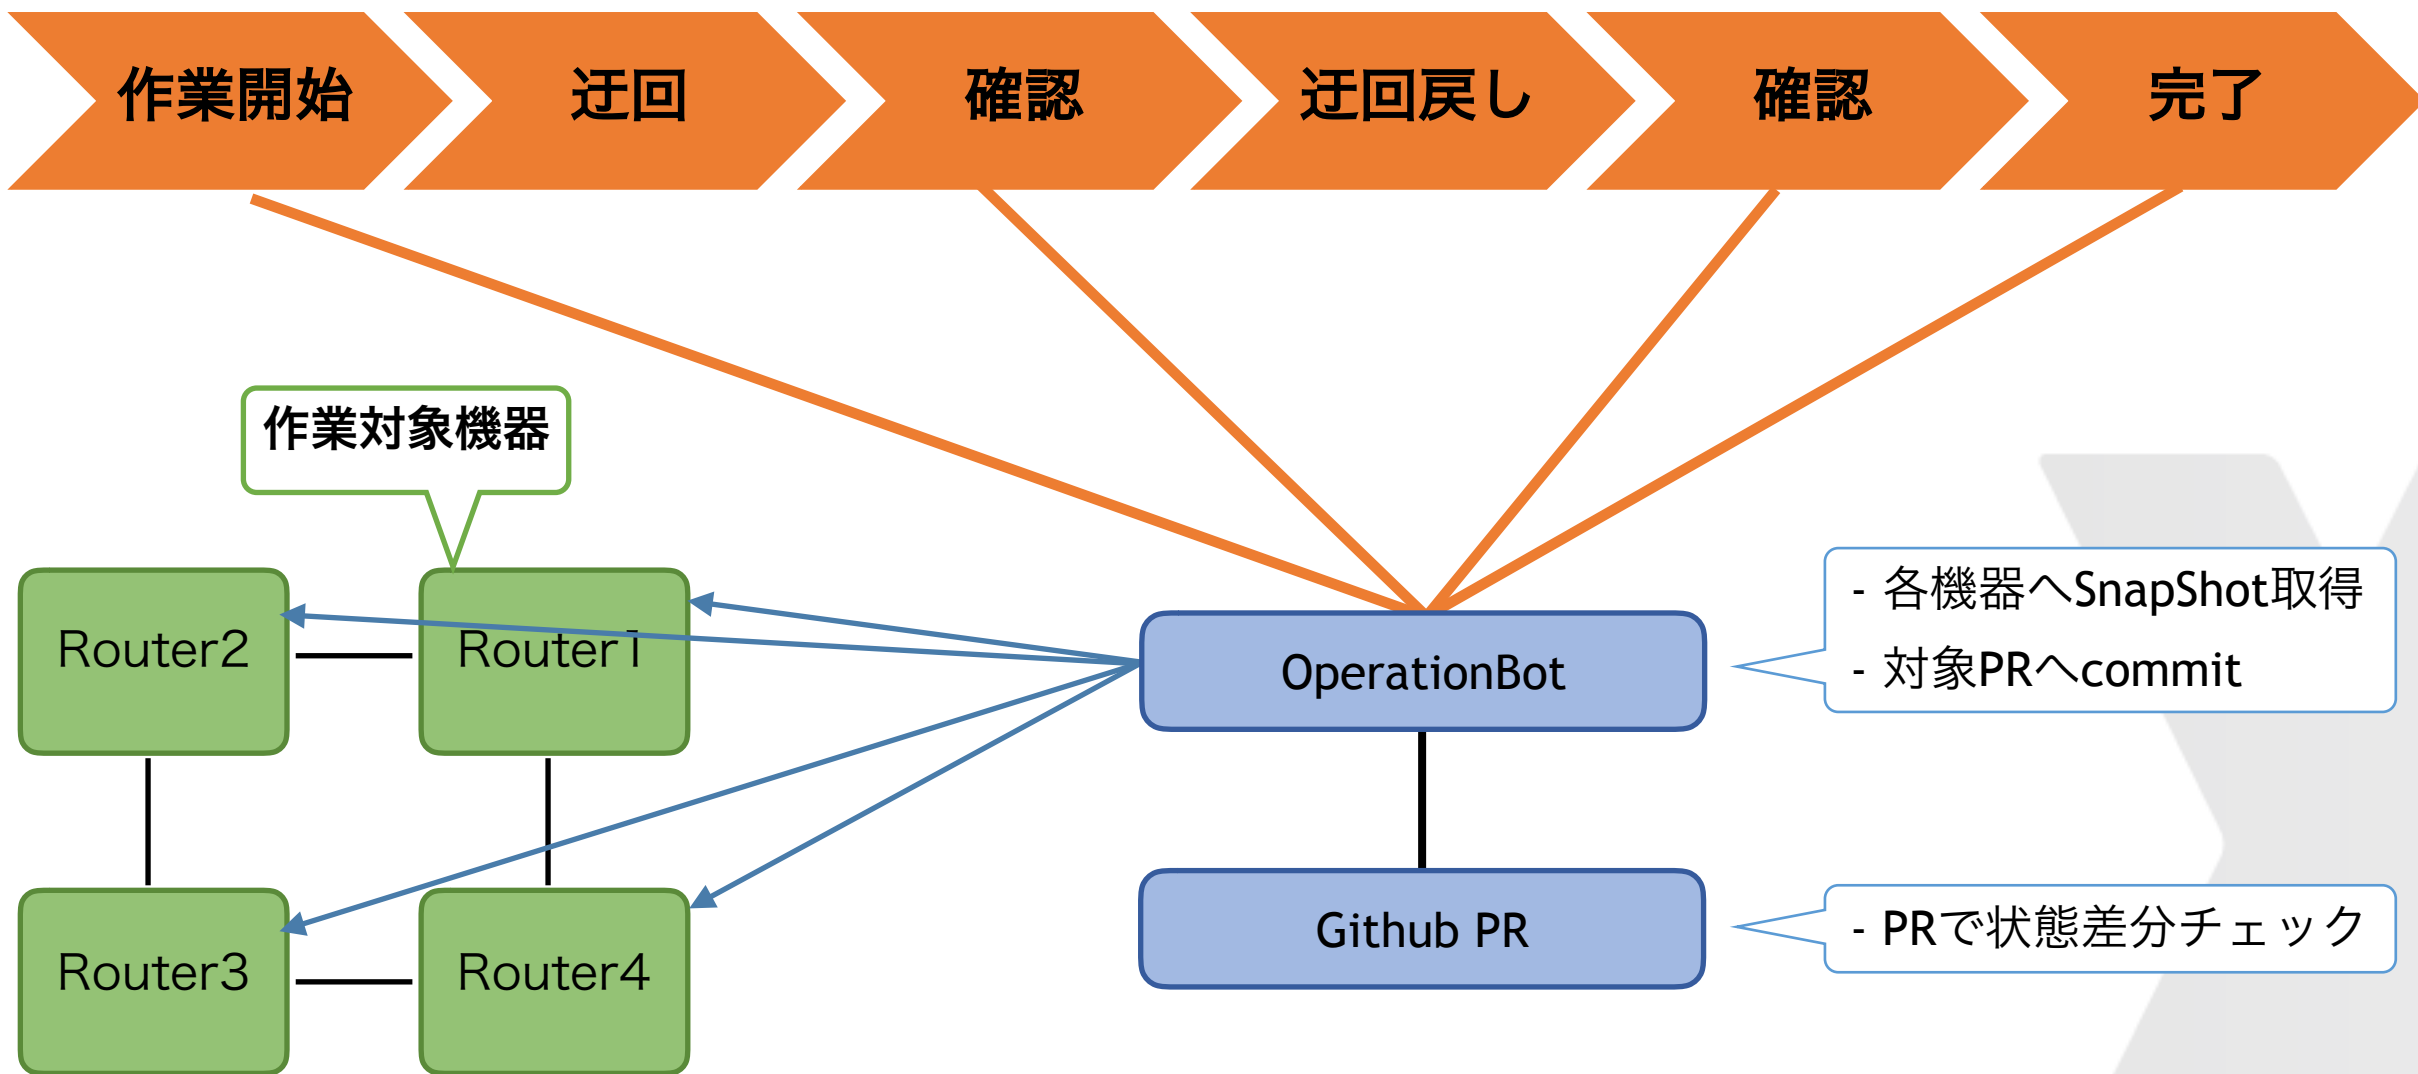 作業開始
迂回
確認
迂回戻し
確認
完了
作業対象機器
Router2
Router1
Router3
Router4
OperationBot
- 各機器へSnapShot取得
- 対象PRへcommit
Github PR
- PRで状態差分チェック